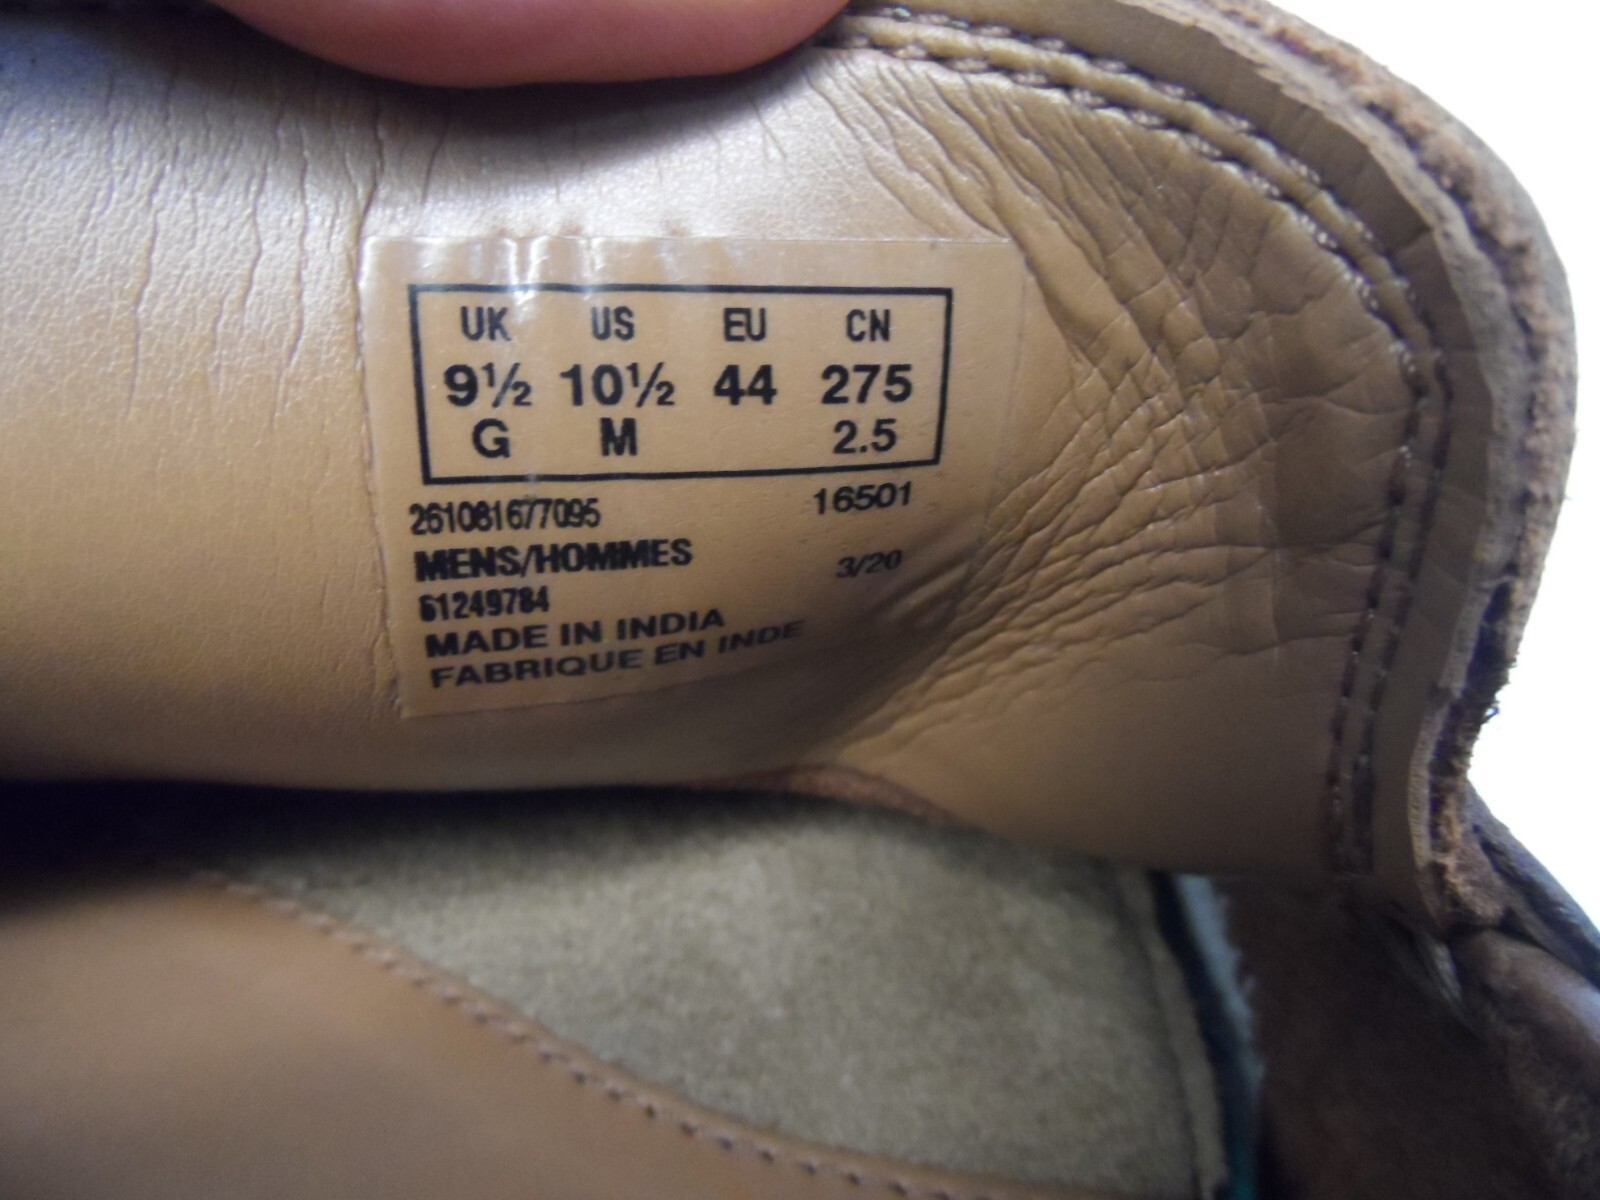 UK US EU CN
9½ 10½ 44 275
G M 2.5
261081677095 16501
MENS/HOMMES 3/20
61249784
MADE IN INDIA
FABRIQUE EN INDE